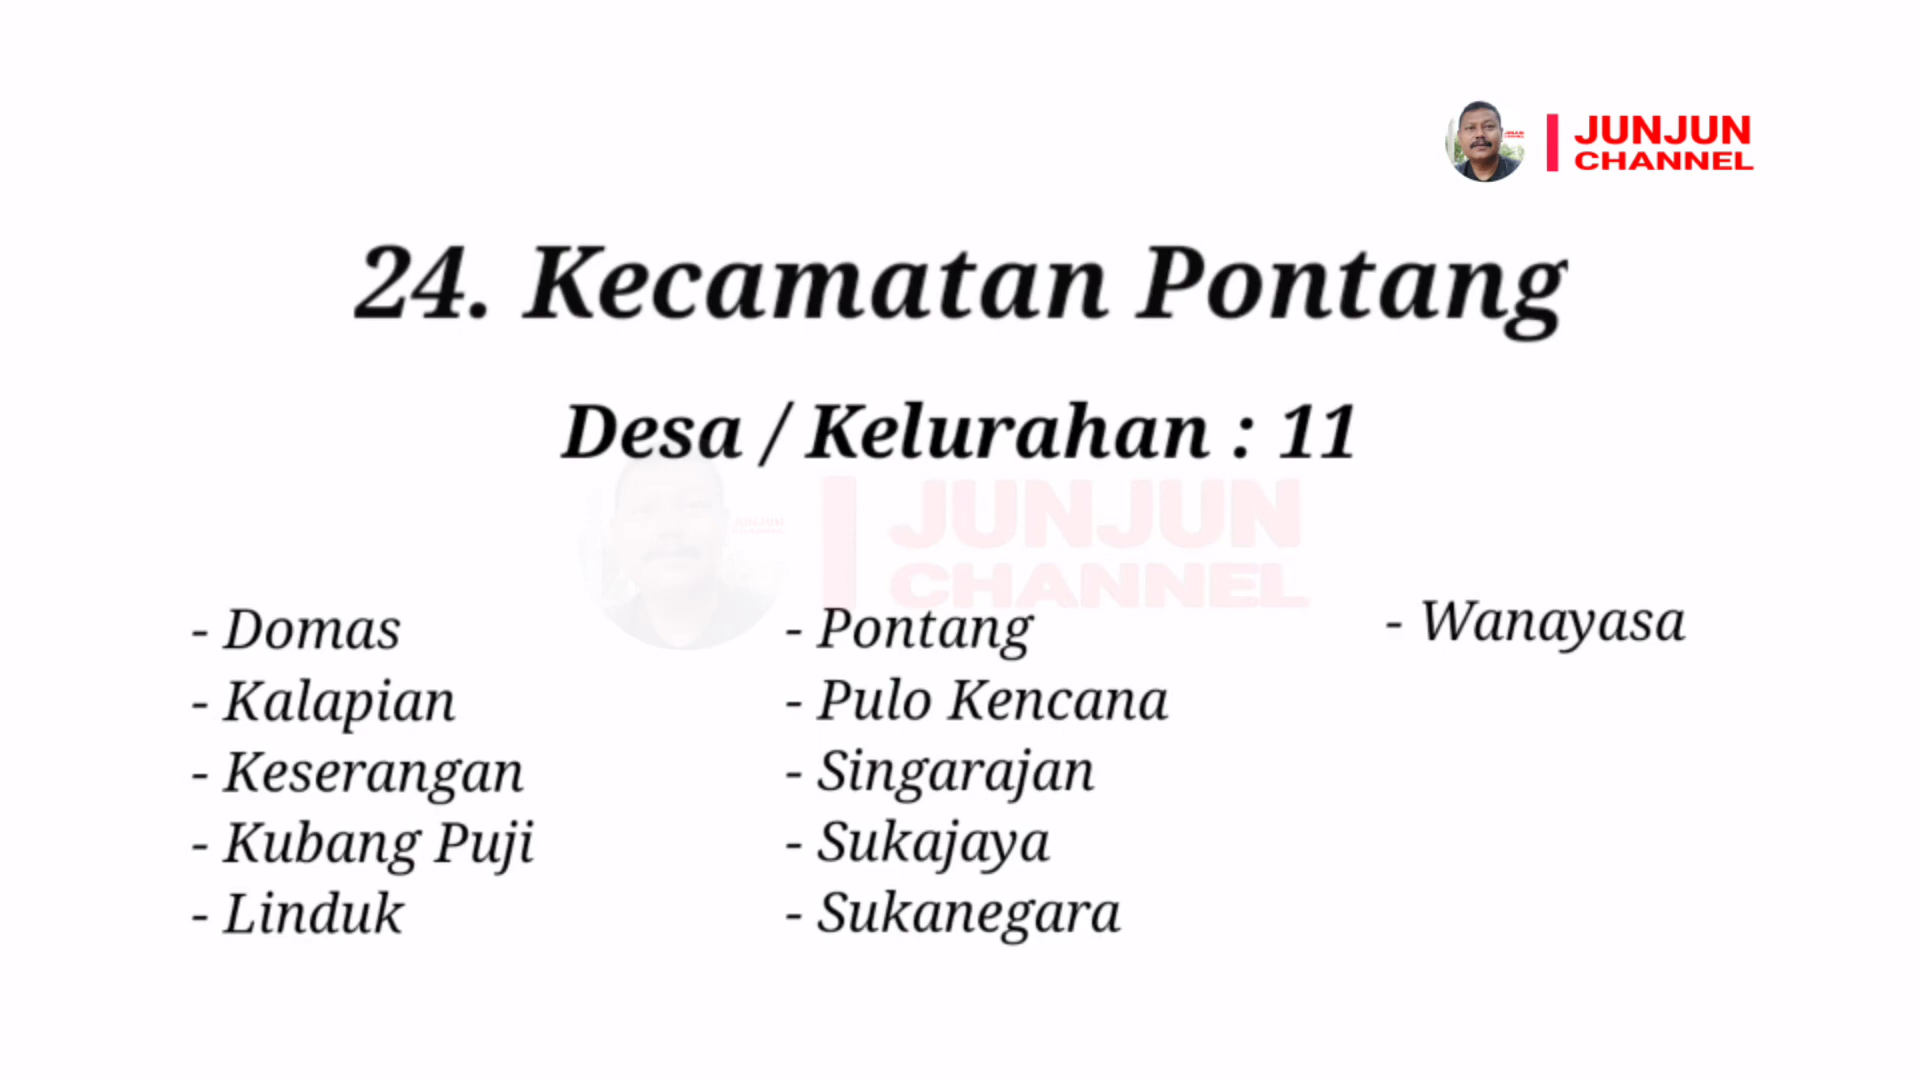 JUNJUN
CHANNEL
24. Kecamatan Pontang
Desa / Kelurahan : 11
JUNJUN
CHANNEL
- Domas
- Kalapian
- Keserangan
- Kubang Puji
- Linduk
- Pontang
- Pulo Kencana
- Singarajan
- Sukajaya
- Sukanegara
- Wanayasa